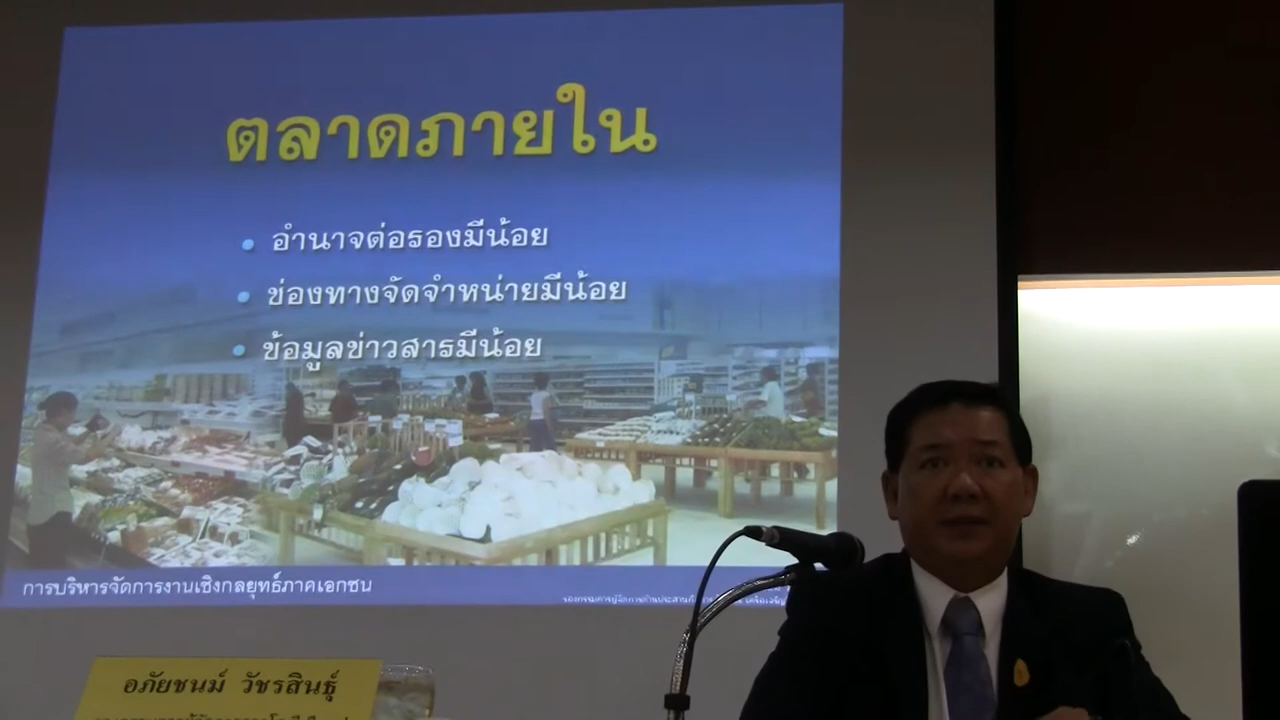 ตลาดภายใน
อำนาจต่อรองมีน้อย
ช่องทางจัดจำหน่ายมีน้อย
ข้อมูลข่าวสารมีน้อย
การบริหารจัดการงานเชิงกลยุทธ์ภาคเอกชน
อภัยชนม์ วัชรสินธุ์